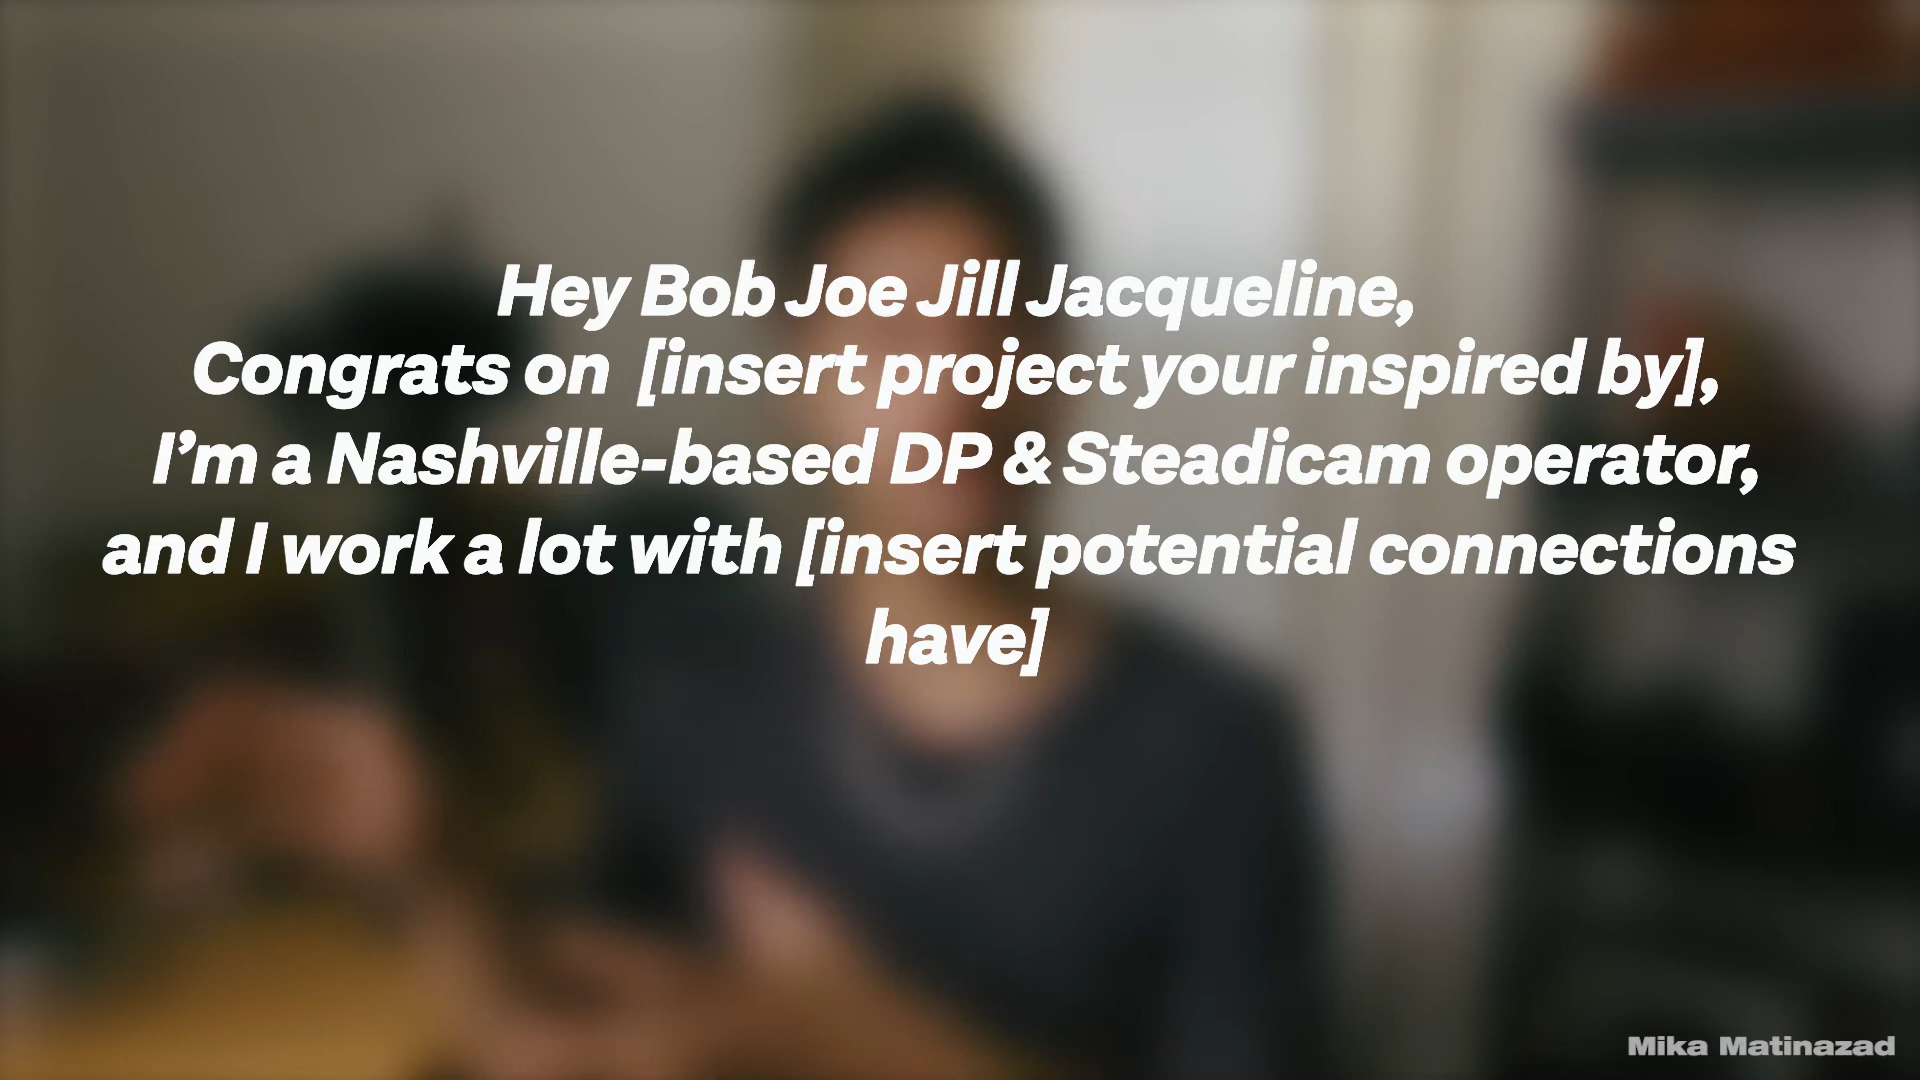 Hey Bob Joe Jill Jacqueline,
Congrats on [insert project your inspired by],
I'm a Nashville-based DP & Steadicam operator,
and I work a lot with [insert potential connections
have]
Mika Matinazad